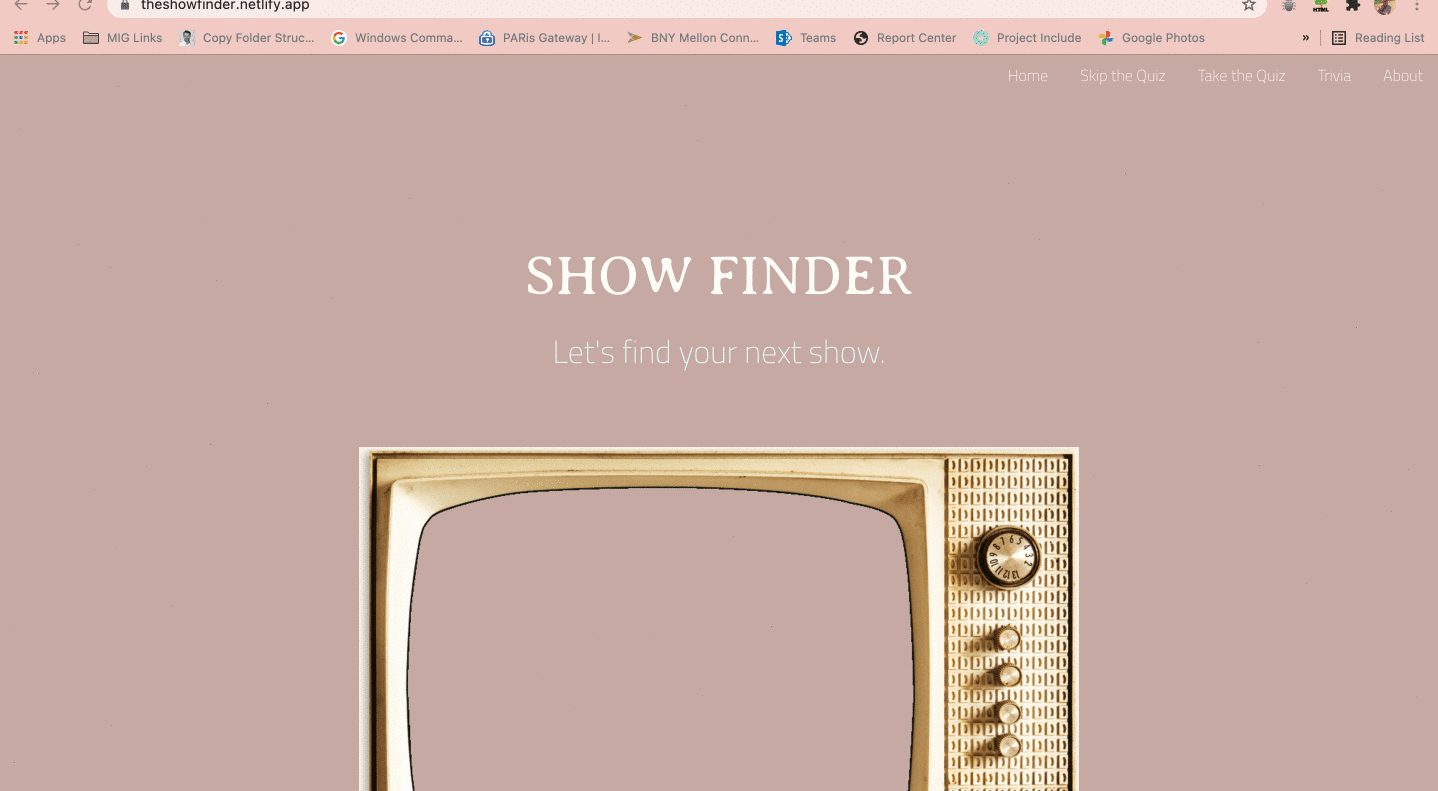 theshowfinder.netlify.app
Apps MIG Links Copy Folder Struc... Windows Comma... PARis Gateway | I... BNY Mellon Conn... Teams Report Center Project Include Google Photos » Reading List
Home Skip the Quiz Take the Quiz Trivia About
SHOW FINDER
Let's find your next show.